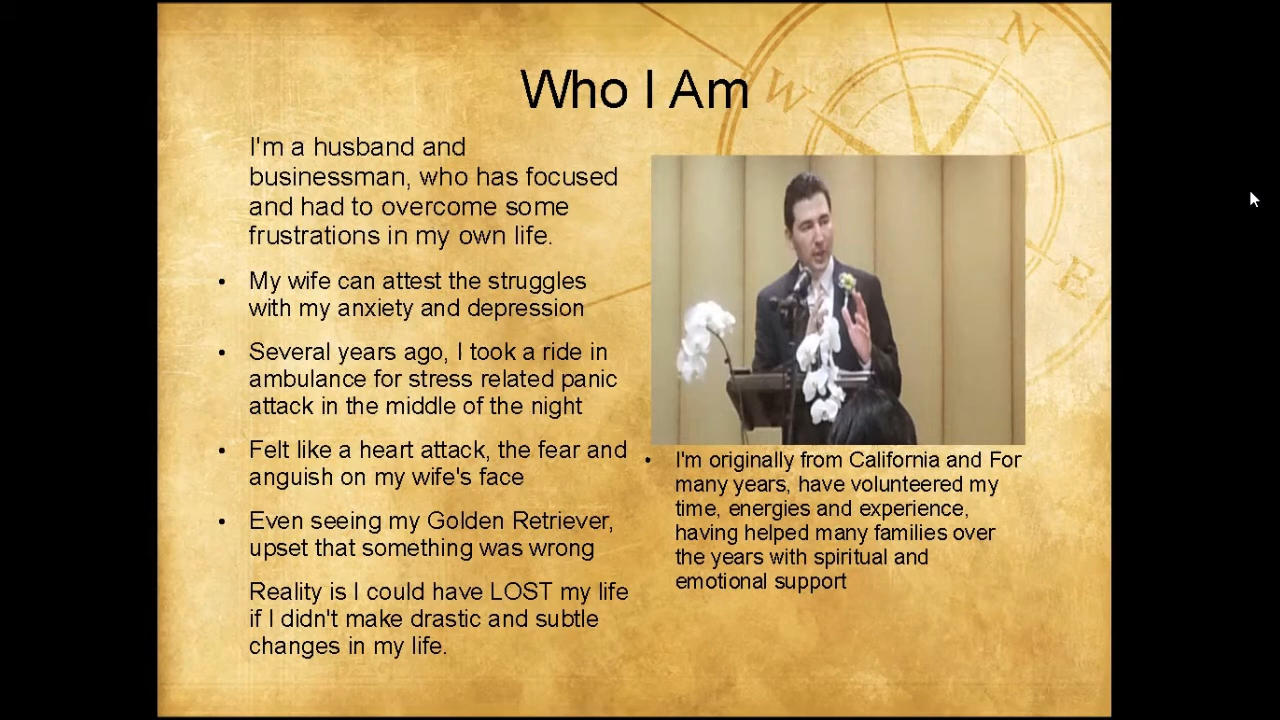 Who I Am
I'm a husband and
businessman, who has focused
and had to overcome some
frustrations in my own life.
• My wife can attest the struggles
with my anxiety and depression
• Several years ago, I took a ride in
ambulance for stress related panic
attack in the middle of the night
• Felt like a heart attack, the fear and
anguish on my wife's face
• Even seeing my Golden Retriever,
upset that something was wrong
Reality is I could have LOST my life
if I didn't make drastic and subtle
changes in my life.
• I'm originally from California and For
many years, have volunteered my
time, energies and experience,
having helped many families over
the years with spiritual and
emotional support
N
W
E